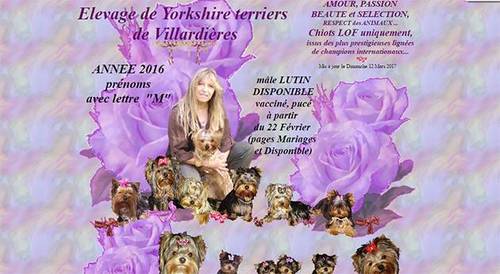 Elevage de Yorkshire terriers
de Villardières
AMOUR, PASSION
BEAUTE et SELECTION,
RESPECT des ANIMAUX...
Chiots LOF uniquement,
issus des plus prestigieuses lignées
de champions internationaux...
Mis à jour le Dimanche 12 Mars 2017
ANNEE 2016
prénoms
avec lettre "M"
mâle LUTIN
DISPONIBLE
vacciné, pucé
à partir
du 22 Février
(pages Mariages
et Disponible)